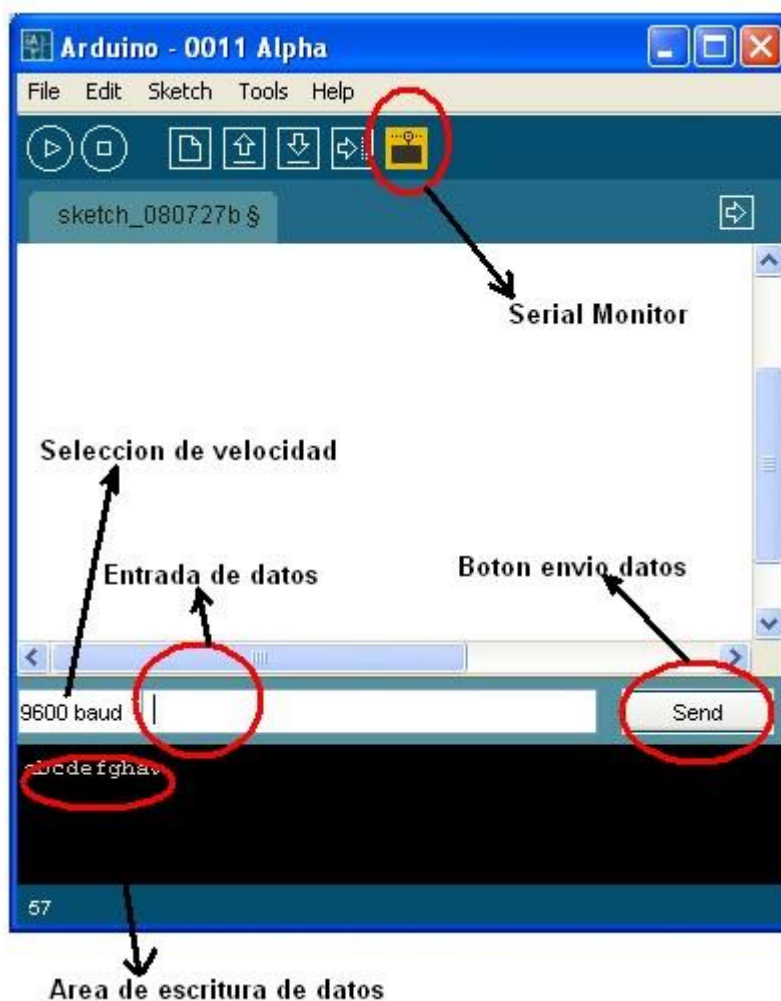 Arduino - 0011 Alpha
File Edit Sketch Tools Help
sketch_080727b §
Serial Monitor
Seleccion de velocidad
Entrada de datos
Boton envio datos
9600 baud
Send
abcdefghav
57
Area de escritura de datos